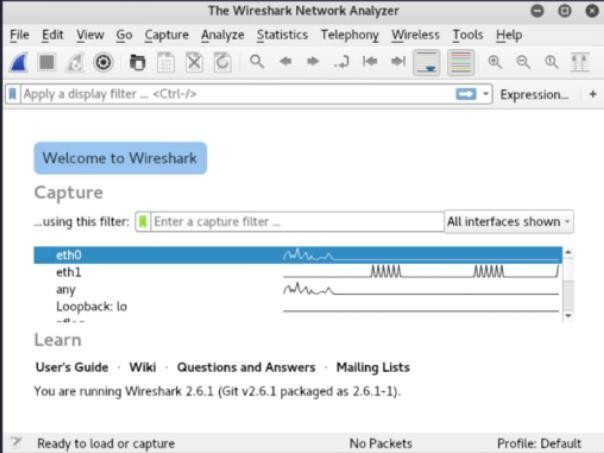 The Wireshark Network Analyzer
File Edit View Go Capture Analyze Statistics Telephony Wireless Tools Help
Apply a display filter ... <Ctrl-/> Expression... +
Welcome to Wireshark
Capture
...using this filter: Enter a capture filter ... All interfaces shown
eth0
eth1
any
Loopback: lo
Learn
User's Guide · Wiki · Questions and Answers · Mailing Lists
You are running Wireshark 2.6.1 (Git v2.6.1 packaged as 2.6.1-1).
Ready to load or capture No Packets Profile: Default